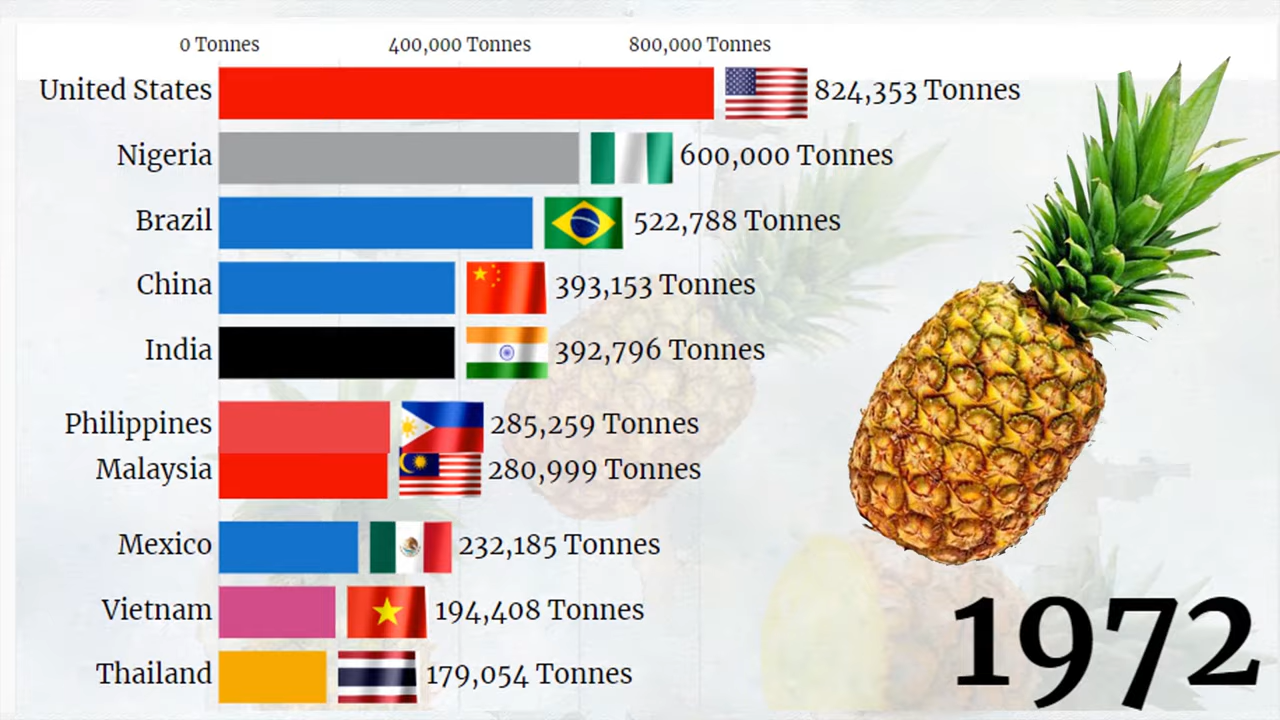 0 Tonnes 400,000 Tonnes 800,000 Tonnes
United States 824,353 Tonnes
Nigeria 600,000 Tonnes
Brazil 522,788 Tonnes
China 393,153 Tonnes
India 392,796 Tonnes
Philippines 285,259 Tonnes
Malaysia 280,999 Tonnes
Mexico 232,185 Tonnes
Vietnam 194,408 Tonnes
Thailand 179,054 Tonnes
1972